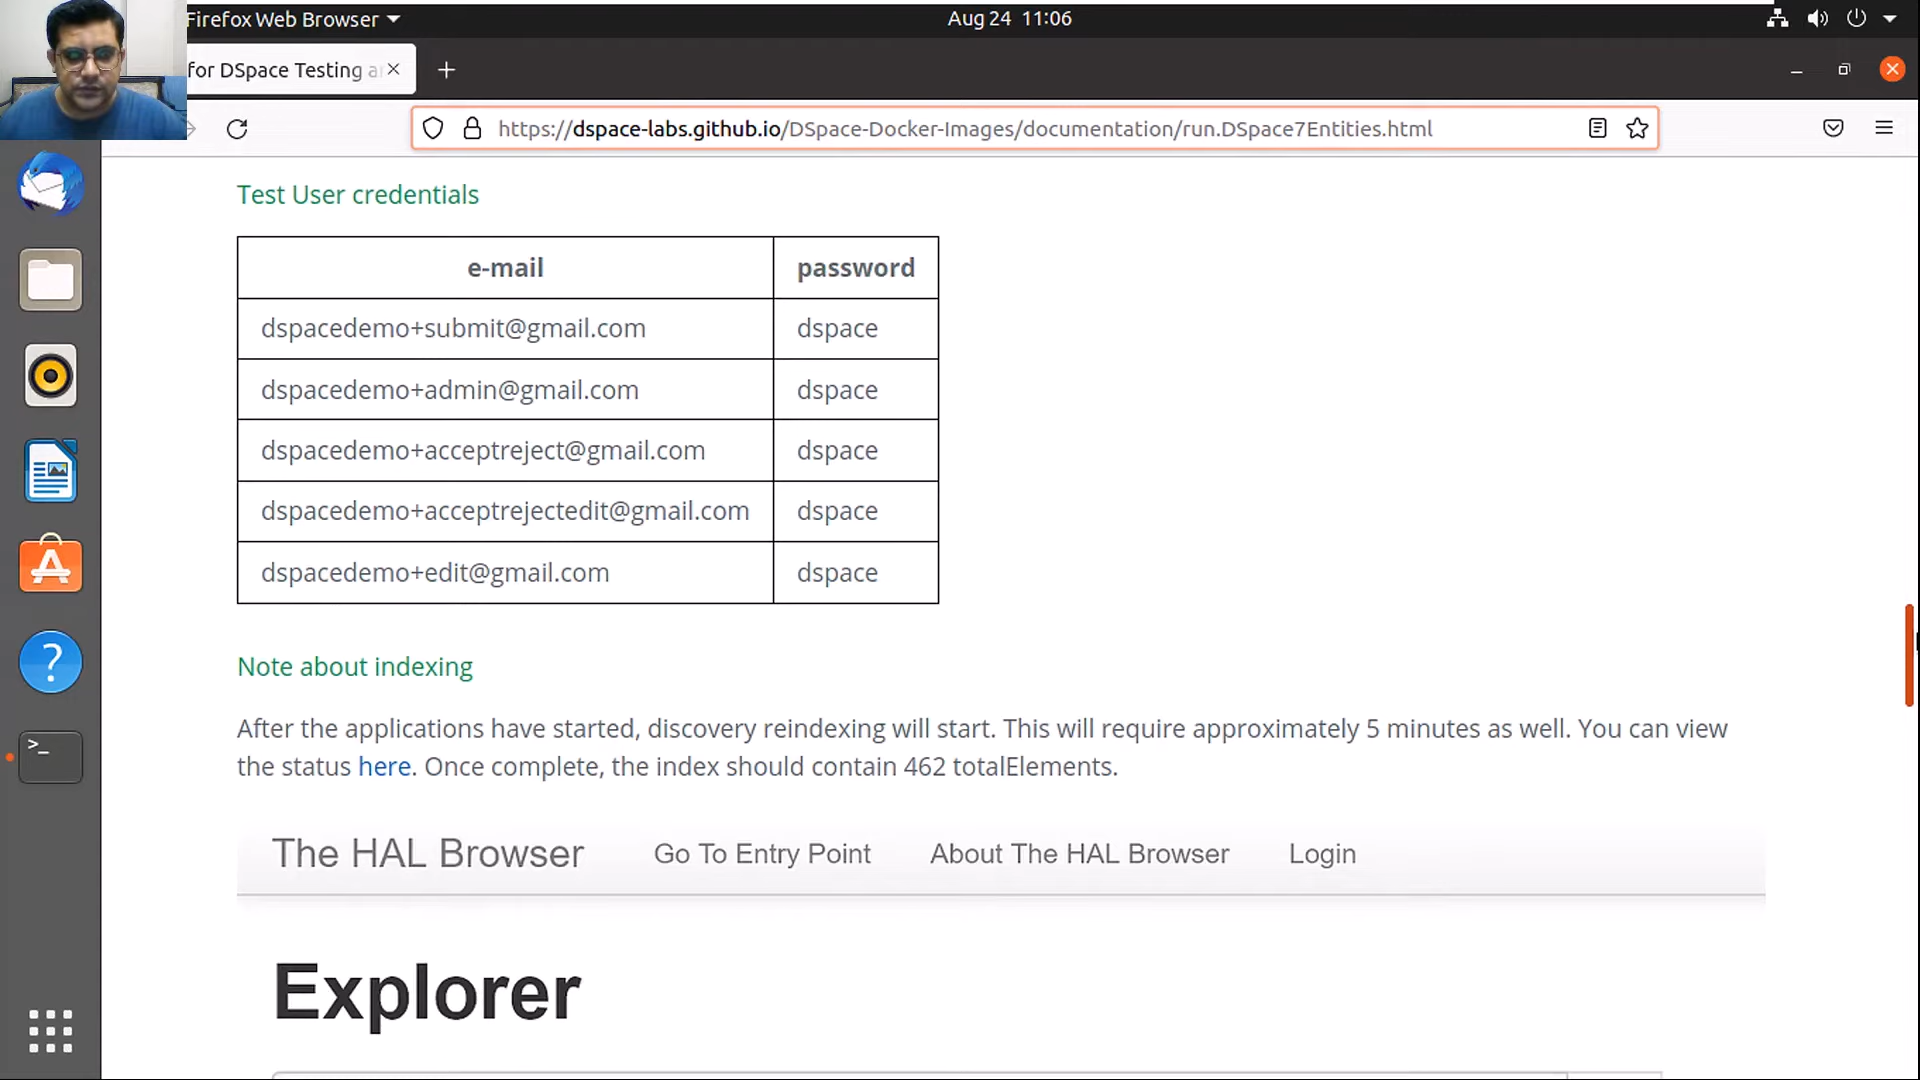 Firefox Web Browser
Aug 24 11:06
for DSpace Testing a
https://dspace-labs.github.io/DSpace-Docker-Images/documentation/run.DSpace7Entities.html
Test User credentials
e-mail password
dspacedemo+submit@gmail.com dspace
dspacedemo+admin@gmail.com dspace
dspacedemo+acceptreject@gmail.com dspace
dspacedemo+acceptrejectedit@gmail.com dspace
dspacedemo+edit@gmail.com dspace
Note about indexing
After the applications have started, discovery reindexing will start. This will require approximately 5 minutes as well. You can view
the status here. Once complete, the index should contain 462 totalElements.
The HAL Browser Go To Entry Point About The HAL Browser Login
Explorer